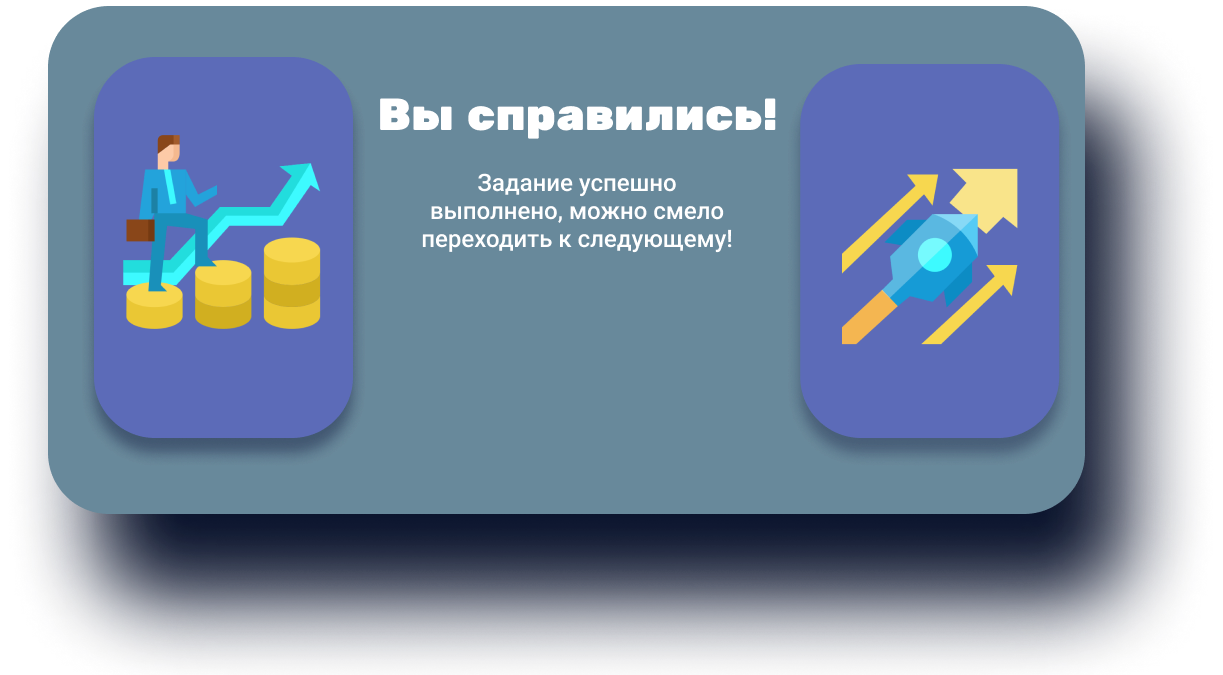 Вы справились!
Задание успешно
выполнено, можно смело
переходить к следующему!